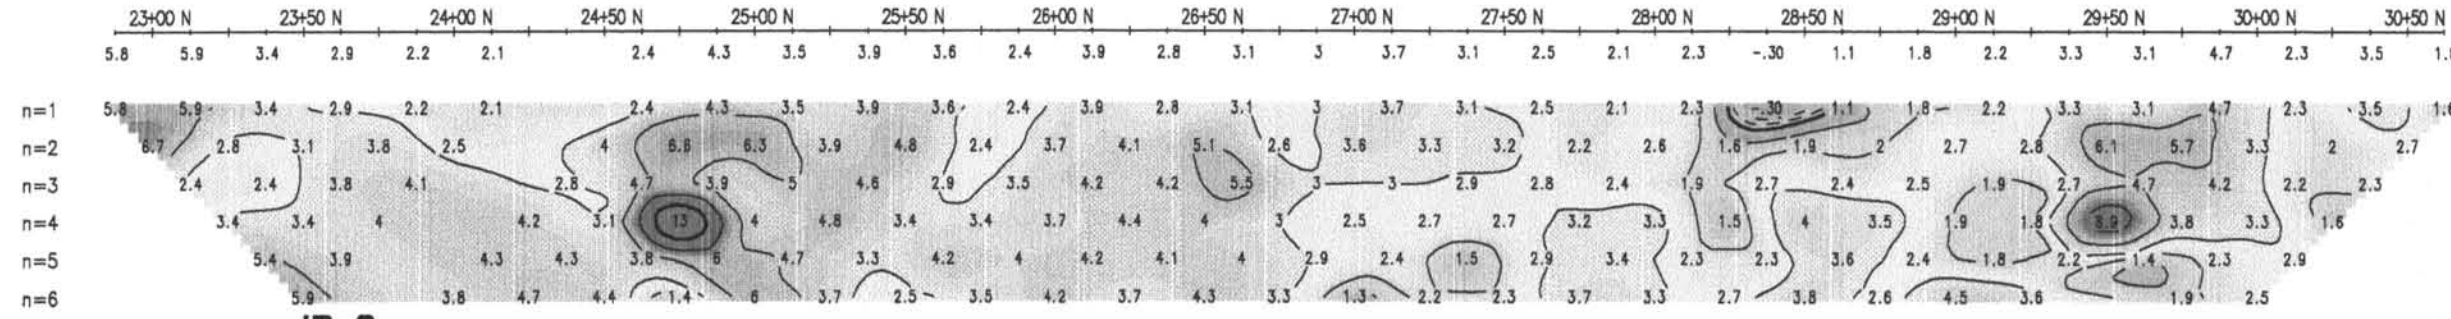 23+00 N 23+50 N 24+00 N 24+50 N 25+00 N 25+50 N 26+00 N 26+50 N 27+00 N 27+50 N 28+00 N 28+50 N 29+00 N 29+50 N 30+00 N 30+50 N
5.8 5.9 3.4 2.9 2.2 2.1 2.4 4.3 3.5 3.9 3.6 2.4 3.9 2.8 3.1 3 3.7 3.1 2.5 2.1 2.3 -.30 1.1 1.8 2.2 3.3 3.1 4.7 2.3 3.5
n=1 5.8 5.9 3.4 2.9 2.2 2.1 2.4 4.3 3.5 3.9 3.6 2.4 3.9 2.8 3.1 3 3.7 3.1 2.5 2.1 2.3 -.30 1.1 1.8 2.2 3.3 3.1 4.7 2.3 3.5
n=2 6.7 2.8 3.1 3.8 2.5 4 6.6 6.3 3.9 4.8 2.4 3.7 4.1 5.1 2.6 3.6 3.3 3.2 2.2 2.6 1.6 1.9 2 2.7 2.8 6.1 5.7 3.3 2 2.7
n=3 2.4 2.4 3.8 4.1 2.8 4.7 3.9 5 4.6 2.9 3.5 4.2 4.2 5.5 3 3 2.9 2.8 2.4 1.9 2.7 2.4 2.5 1.9 2.7 4.7 4.2 2.2 2.3
n=4 3.4 3.4 4 4.2 3.1 13 4 4.8 3.4 3.4 3.7 4.4 4 3 2.5 2.7 2.7 3.2 3.3 1.5 4 3.5 1.9 1.8 8.9 3.8 3.3 1.6
n=5 5.4 3.9 4.3 4.3 3.8 6 4.7 3.3 4.2 4 4.2 4.1 4 2.9 2.4 1.5 2.9 3.4 2.3 2.3 3.6 2.4 1.8 2.2 1.4 2.3 2.9
n=6 5.9 3.8 4.7 4.4 1.4 6 3.7 2.5 3.5 4.2 3.7 4.3 3.3 1.3 2.2 2.3 3.7 3.3 2.7 3.8 2.6 4.5 3.6 1.9 2.5